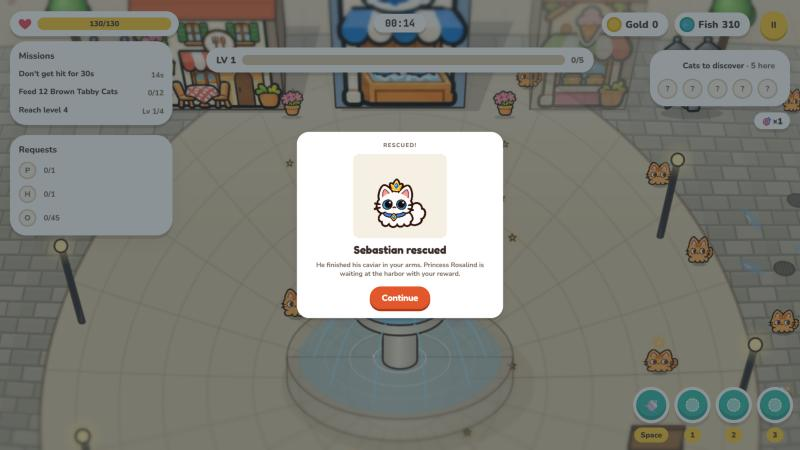 130/130
00:14
Gold 0
Fish 310
Missions
Don't get hit for 30s 14s
Feed 12 Brown Tabby Cats 0/12
Reach level 4 Lv 1/4
LV 1 0/5
Cats to discover · 5 here
? ? ? ? ?
×1
Requests
P 0/1
H 0/1
O 0/45
RESCUED!
Sebastian rescued
He finished his caviar in your arms. Princess Rosalind is
waiting at the harbor with your reward.
Continue
Space 1 2 3